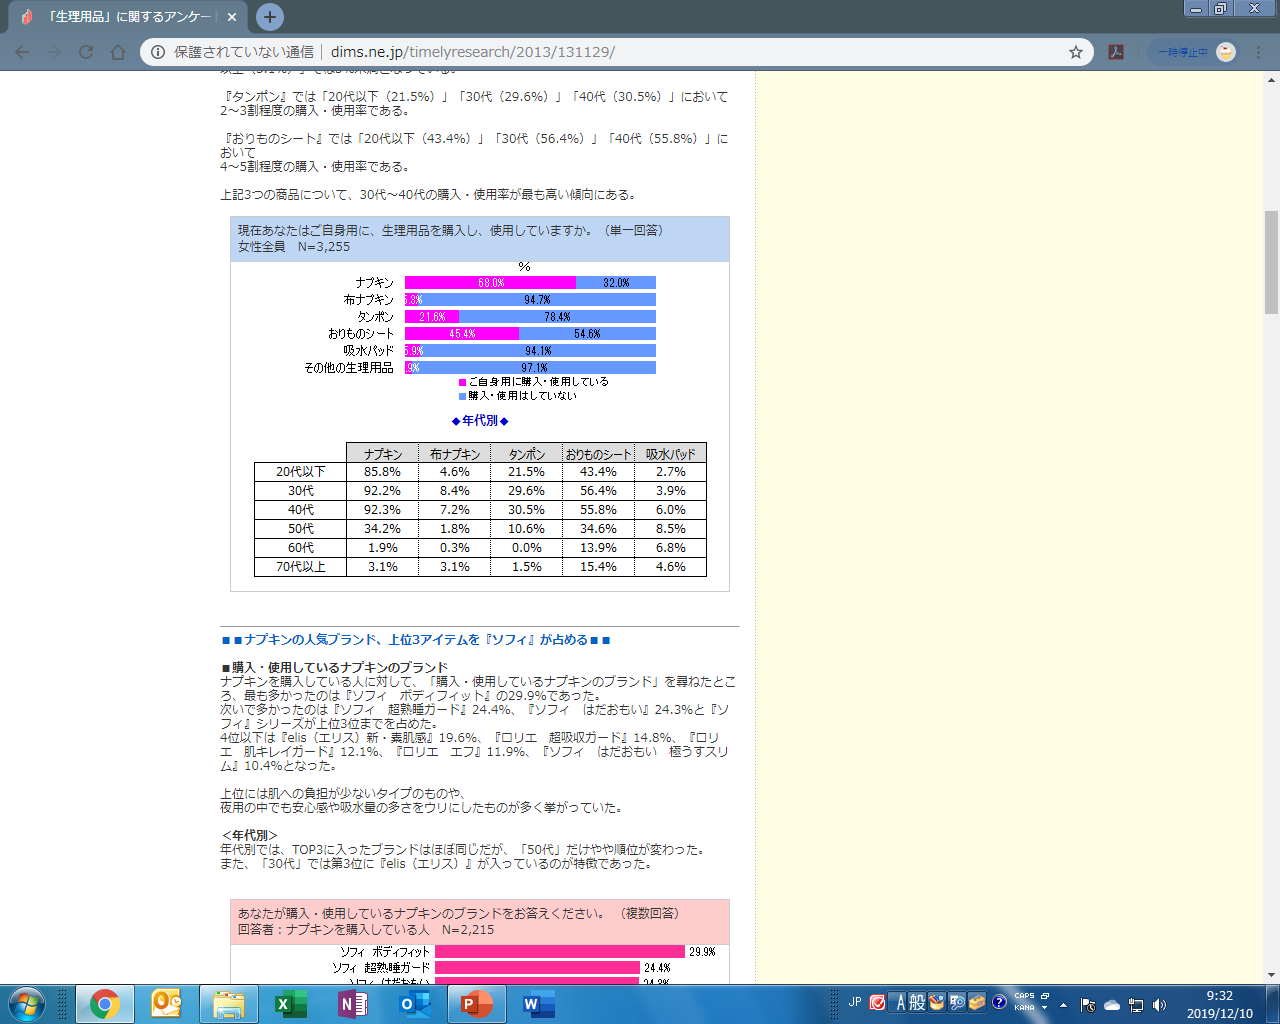 「生理用品」に関するアンケー
保護されていない通信 | dims.ne.jp/timelyresearch/2013/131129/
一時停止中
『タンポン』では「20代以下（21.5%）」「30代（29.6%）」「40代（30.5%）」において
2～3割程度の購入・使用率である。
『おりものシート』では「20代以下（43.4%）」「30代（56.4%）」「40代（55.8%）」に
おいて
4～5割程度の購入・使用率である。
上記3つの商品について、30代～40代の購入・使用率が最も高い傾向にある。
現在あなたはご自身用に、生理用品を購入し、使用していますか。（単一回答）
女性全員　N=3,255
%
ナプキン 68.0% 32.0%
布ナプキン 5.3% 94.7%
タンポン 21.6% 78.4%
おりものシート 45.4% 54.6%
吸水パッド 5.9% 94.1%
その他の生理用品 .9% 97.1%
■ご自身用に購入・使用している
■購入・使用はしていない
◆年代別◆
ナプキン 布ナプキン タンポン おりものシート 吸水パッド
20代以下 85.8% 4.6% 21.5% 43.4% 2.7%
30代 92.2% 8.4% 29.6% 56.4% 3.9%
40代 92.3% 7.2% 30.5% 55.8% 6.0%
50代 34.2% 1.8% 10.6% 34.6% 8.5%
60代 1.9% 0.3% 0.0% 13.9% 6.8%
70代以上 3.1% 3.1% 1.5% 15.4% 4.6%
■■ナプキンの人気ブランド、上位3アイテムを『ソフィ』が占める■■
■購入・使用しているナプキンのブランド
ナプキンを購入している人に対して、「購入・使用しているナプキンのブランド」を尋ねたとこ
ろ、最も多かったのは『ソフィ　ボディフィット』の29.9%であった。
次いで多かったのは『ソフィ　超熟睡ガード』24.4%、『ソフィ　はだおもい』24.3%と『ソ
フィ』シリーズが上位3位までを占めた。
4位以下は『elis（エリス）新・素肌感』19.6%、『ロリエ　超吸収ガード』14.8%、『ロリ
エ　肌キレイガード』12.1%、『ロリエ　エフ』11.9%、『ソフィ　はだおもい　極うすスリ
ム』10.4%となった。
上位には肌への負担が少ないタイプのものや、
夜用の中でも安心感や吸水量の多さをウリにしたものが多く挙がっていた。
＜年代別＞
年代別では、TOP3に入ったブランドはほぼ同じだが、「50代」だけやや順位が変わった。
また、「30代」では第3位に『elis（エリス）』が入っているのが特徴であった。
あなたが購入・使用しているナプキンのブランドをお答えください。（複数回答）
回答者：ナプキンを購入している人　N=2,215
ソフィ ボディフィット 29.9%
ソフィ 超熟睡ガード 24.4%
ソフィ はだおもい 24.3%
JP A 般 CAPS KANA
9:32
2019/12/10